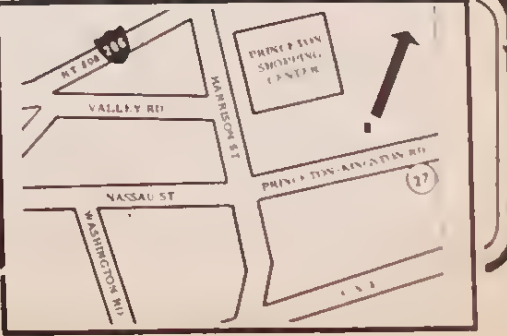 RT 206
206
PRINCETON
SHOPPING
CENTER
VALLEY RD
HARRISON ST
PRINCETON-KINGSTON RD
27
NASSAU ST
WASHINGTON RD